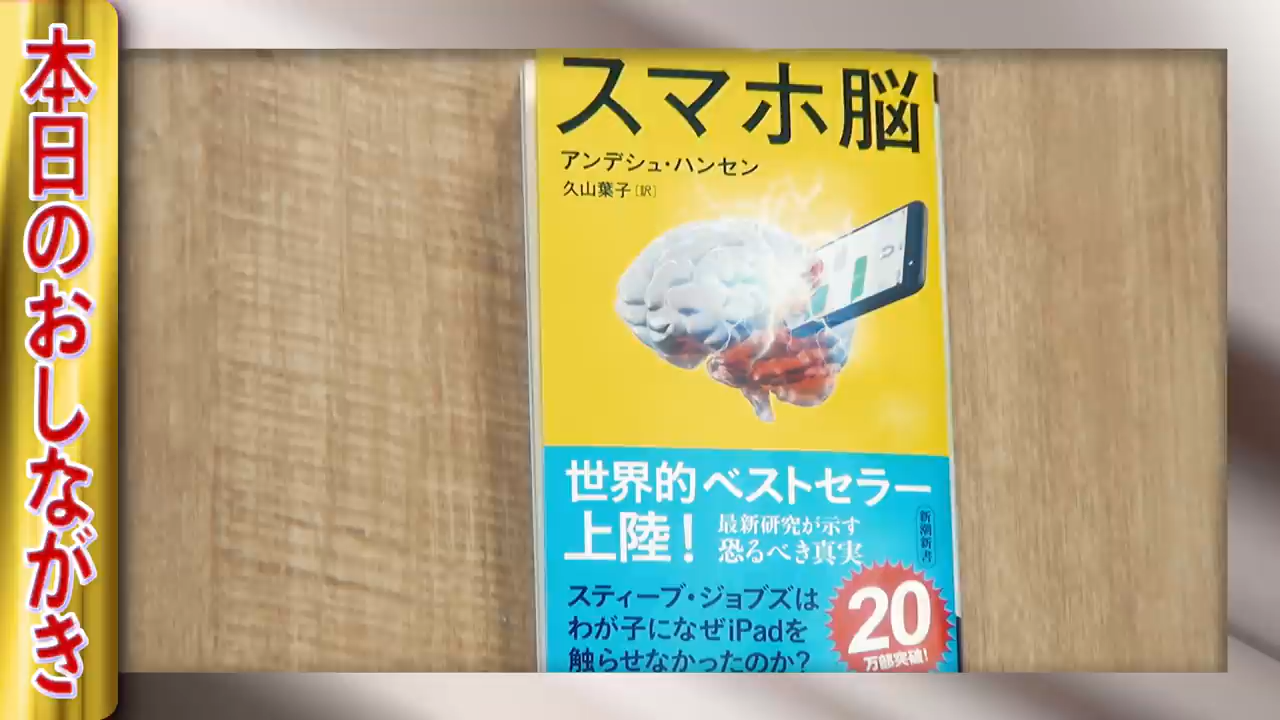 本日のおしながき
スマホ脳
アンデシュ・ハンセン
久山葉子[訳]
世界的ベストセラー
上陸!
最新研究が示す
恐るべき真実
新潮新書
スティーブ・ジョブズは
わが子になぜiPadを
触らせなかったのか?
20
万部突破!